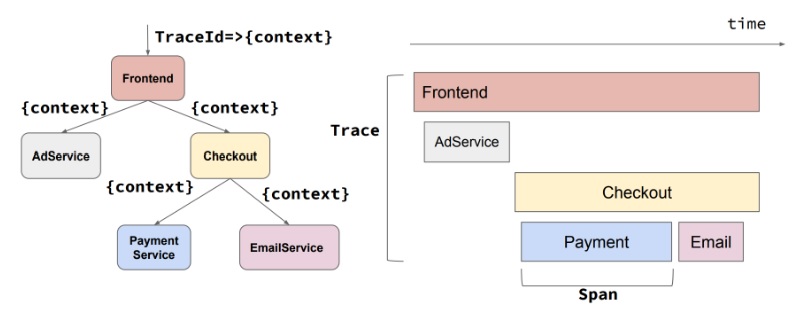 TraceId=>{context}
Frontend
{context}
{context}
AdService
Checkout
{context}
{context}
Payment
Service
EmailService
time
Trace
Frontend
AdService
Checkout
Payment
Email
Span